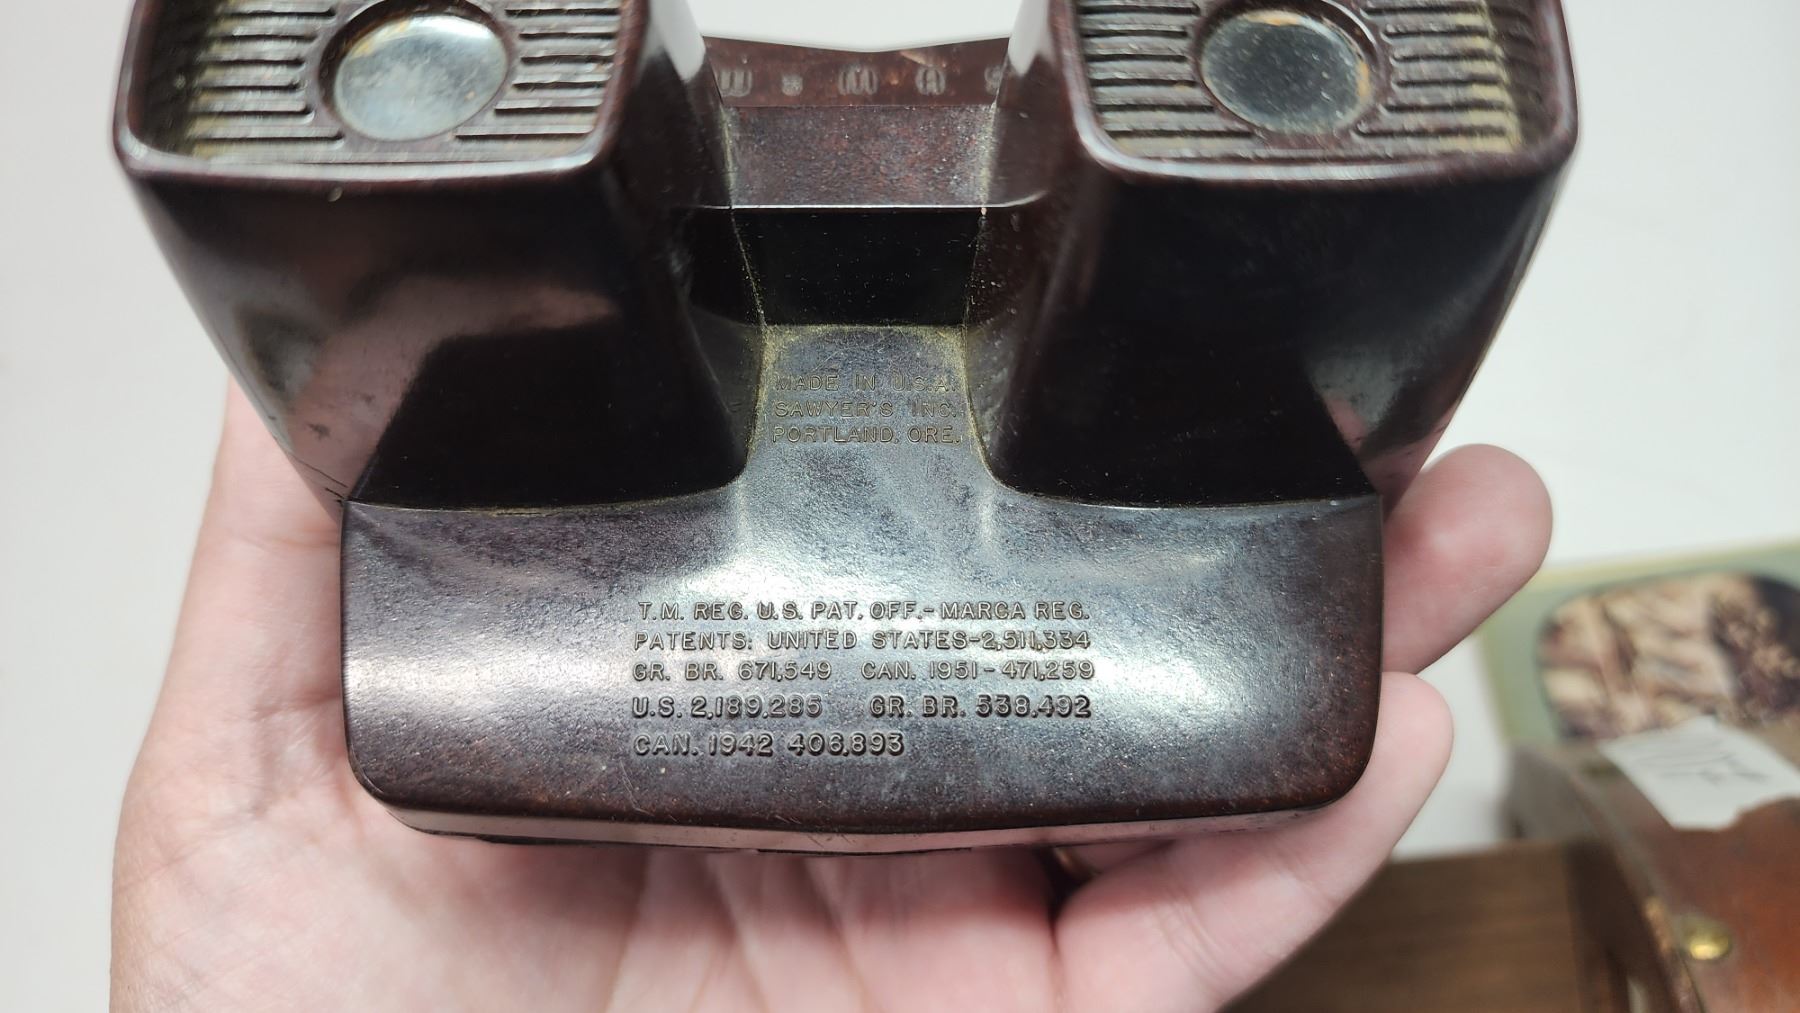 MADE IN U.S.A.
SAWYER'S INC.
PORTLAND, ORE.
T.M. REG. U.S. PAT. OFF.- MARCA REG.
PATENTS: UNITED STATES-2,511,334
GR. BR. 671,549 CAN. 1951-471,259
U.S. 2,189,285 GR. BR. 538,492
CAN. 1942 406,893